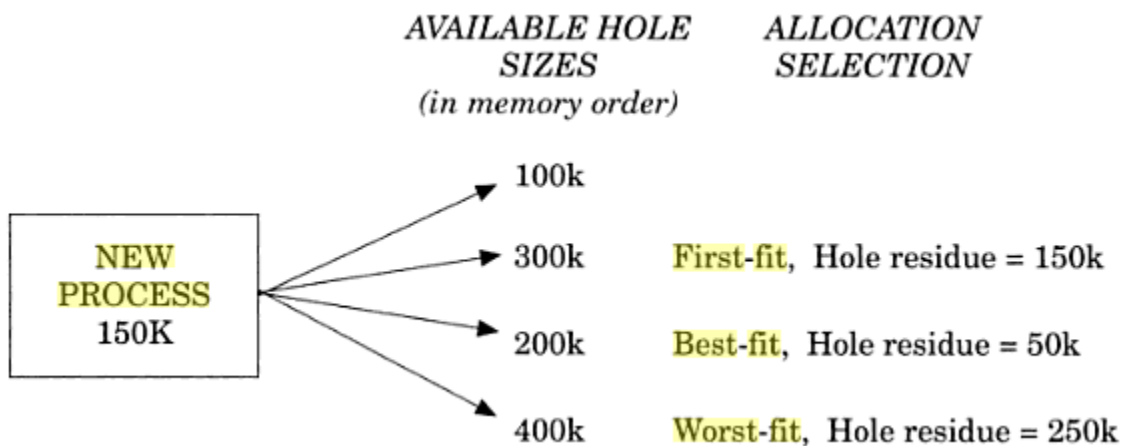 AVAILABLE HOLE SIZES
(in memory order)
ALLOCATION SELECTION
NEW PROCESS
150K
100k
300k First-fit, Hole residue = 150k
200k Best-fit, Hole residue = 50k
400k Worst-fit, Hole residue = 250k